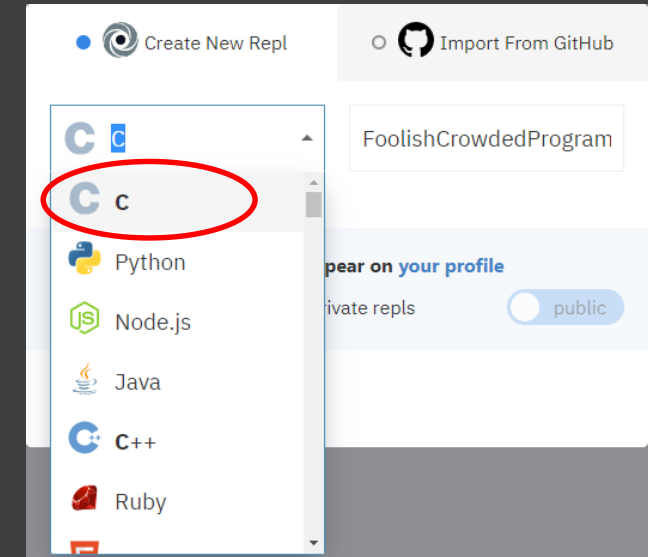 Create New Repl
Import From GitHub
C C
FoolishCrowdedProgram
C C
Python
pear on your profile
JS Node.js
rivate repls
public
Java
C++ C++
Ruby